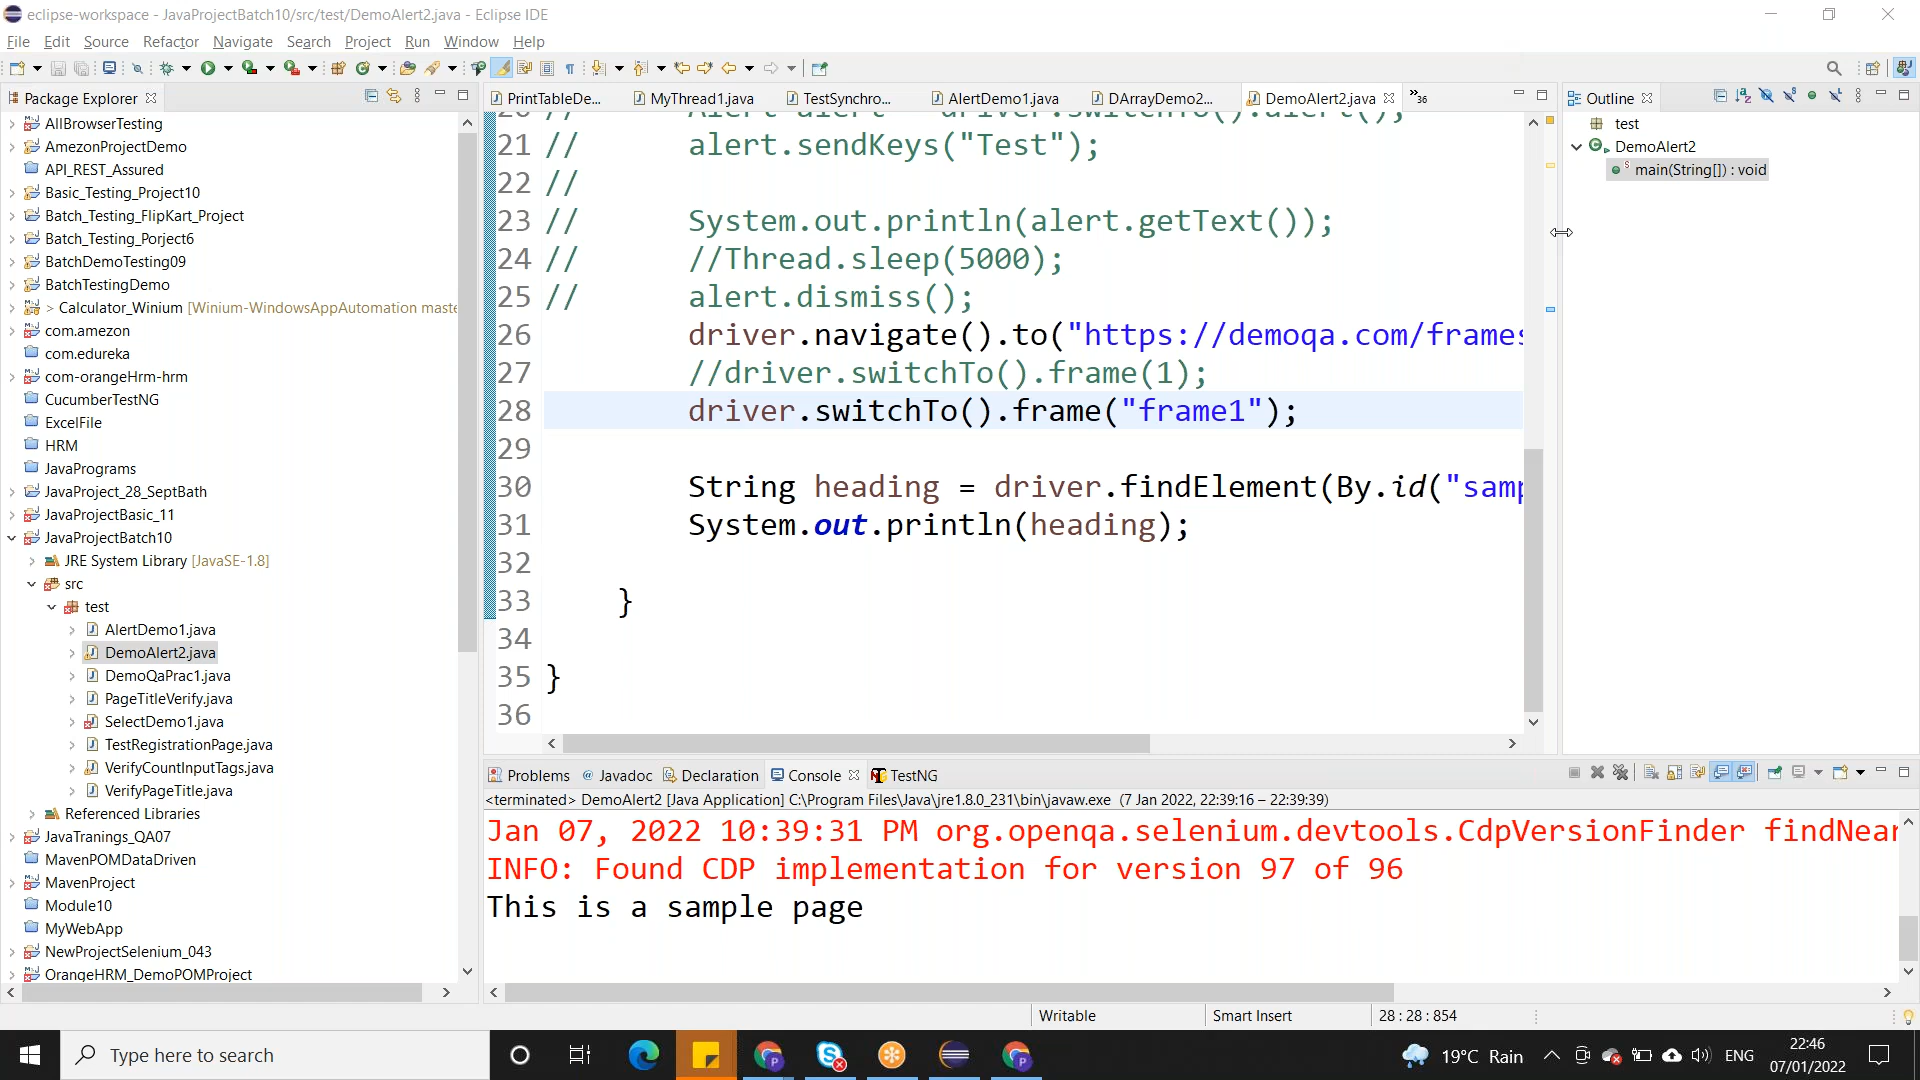 eclipse-workspace - JavaProjectBatch10/src/test/DemoAlert2.java - Eclipse IDE
File Edit Source Refactor Navigate Search Project Run Window Help
Package Explorer
AllBrowserTesting
AmezonProjectDemo
API_REST_Assured
Basic_Testing_Project10
Batch_Testing_FlipKart_Project
Batch_Testing_Porject6
BatchDemoTesting09
BatchTestingDemo
> Calculator_Winium [Winium-WindowsAppAutomation maste
com.amezon
com.edureka
com-orangeHrm-hrm
CucumberTestNG
ExcelFile
HRM
JavaPrograms
JavaProject_28_SeptBath
JavaProjectBasic_11
JavaProjectBatch10
JRE System Library [JavaSE-1.8]
src
test
AlertDemo1.java
DemoAlert2.java
DemoQaPrac1.java
PageTitleVerify.java
SelectDemo1.java
TestRegistrationPage.java
VerifyCountInputTags.java
VerifyPageTitle.java
Referenced Libraries
JavaTranings_QA07
MavenPOMDataDriven
MavenProject
Module10
MyWebApp
NewProjectSelenium_043
OrangeHRM_DemoPOMProject
PrintTableDe... MyThread1.java TestSynchro... AlertDemo1.java DArrayDemo2... DemoAlert2.java »36
20 // Alert alert = driver.switchTo().alert();
21 // alert.sendKeys("Test");
22 //
23 // System.out.println(alert.getText());
24 // //Thread.sleep(5000);
25 // alert.dismiss();
26 driver.navigate().to("https://demoqa.com/frames
27 //driver.switchTo().frame(1);
28 driver.switchTo().frame("frame1");
29
30 String heading = driver.findElement(By.id("samp
31 System.out.println(heading);
32
33 }
34
35 }
36
Outline
test
DemoAlert2
main(String[]) : void
Problems @ Javadoc Declaration Console TestNG
<terminated> DemoAlert2 [Java Application] C:\Program Files\Java\jre1.8.0_231\bin\javaw.exe (7 Jan 2022, 22:39:16 – 22:39:39)
Jan 07, 2022 10:39:31 PM org.openqa.selenium.devtools.CdpVersionFinder findNear
INFO: Found CDP implementation for version 97 of 96
This is a sample page
Writable Smart Insert 28 : 28 : 854
Type here to search
19°C Rain ENG 22:46
07/01/2022